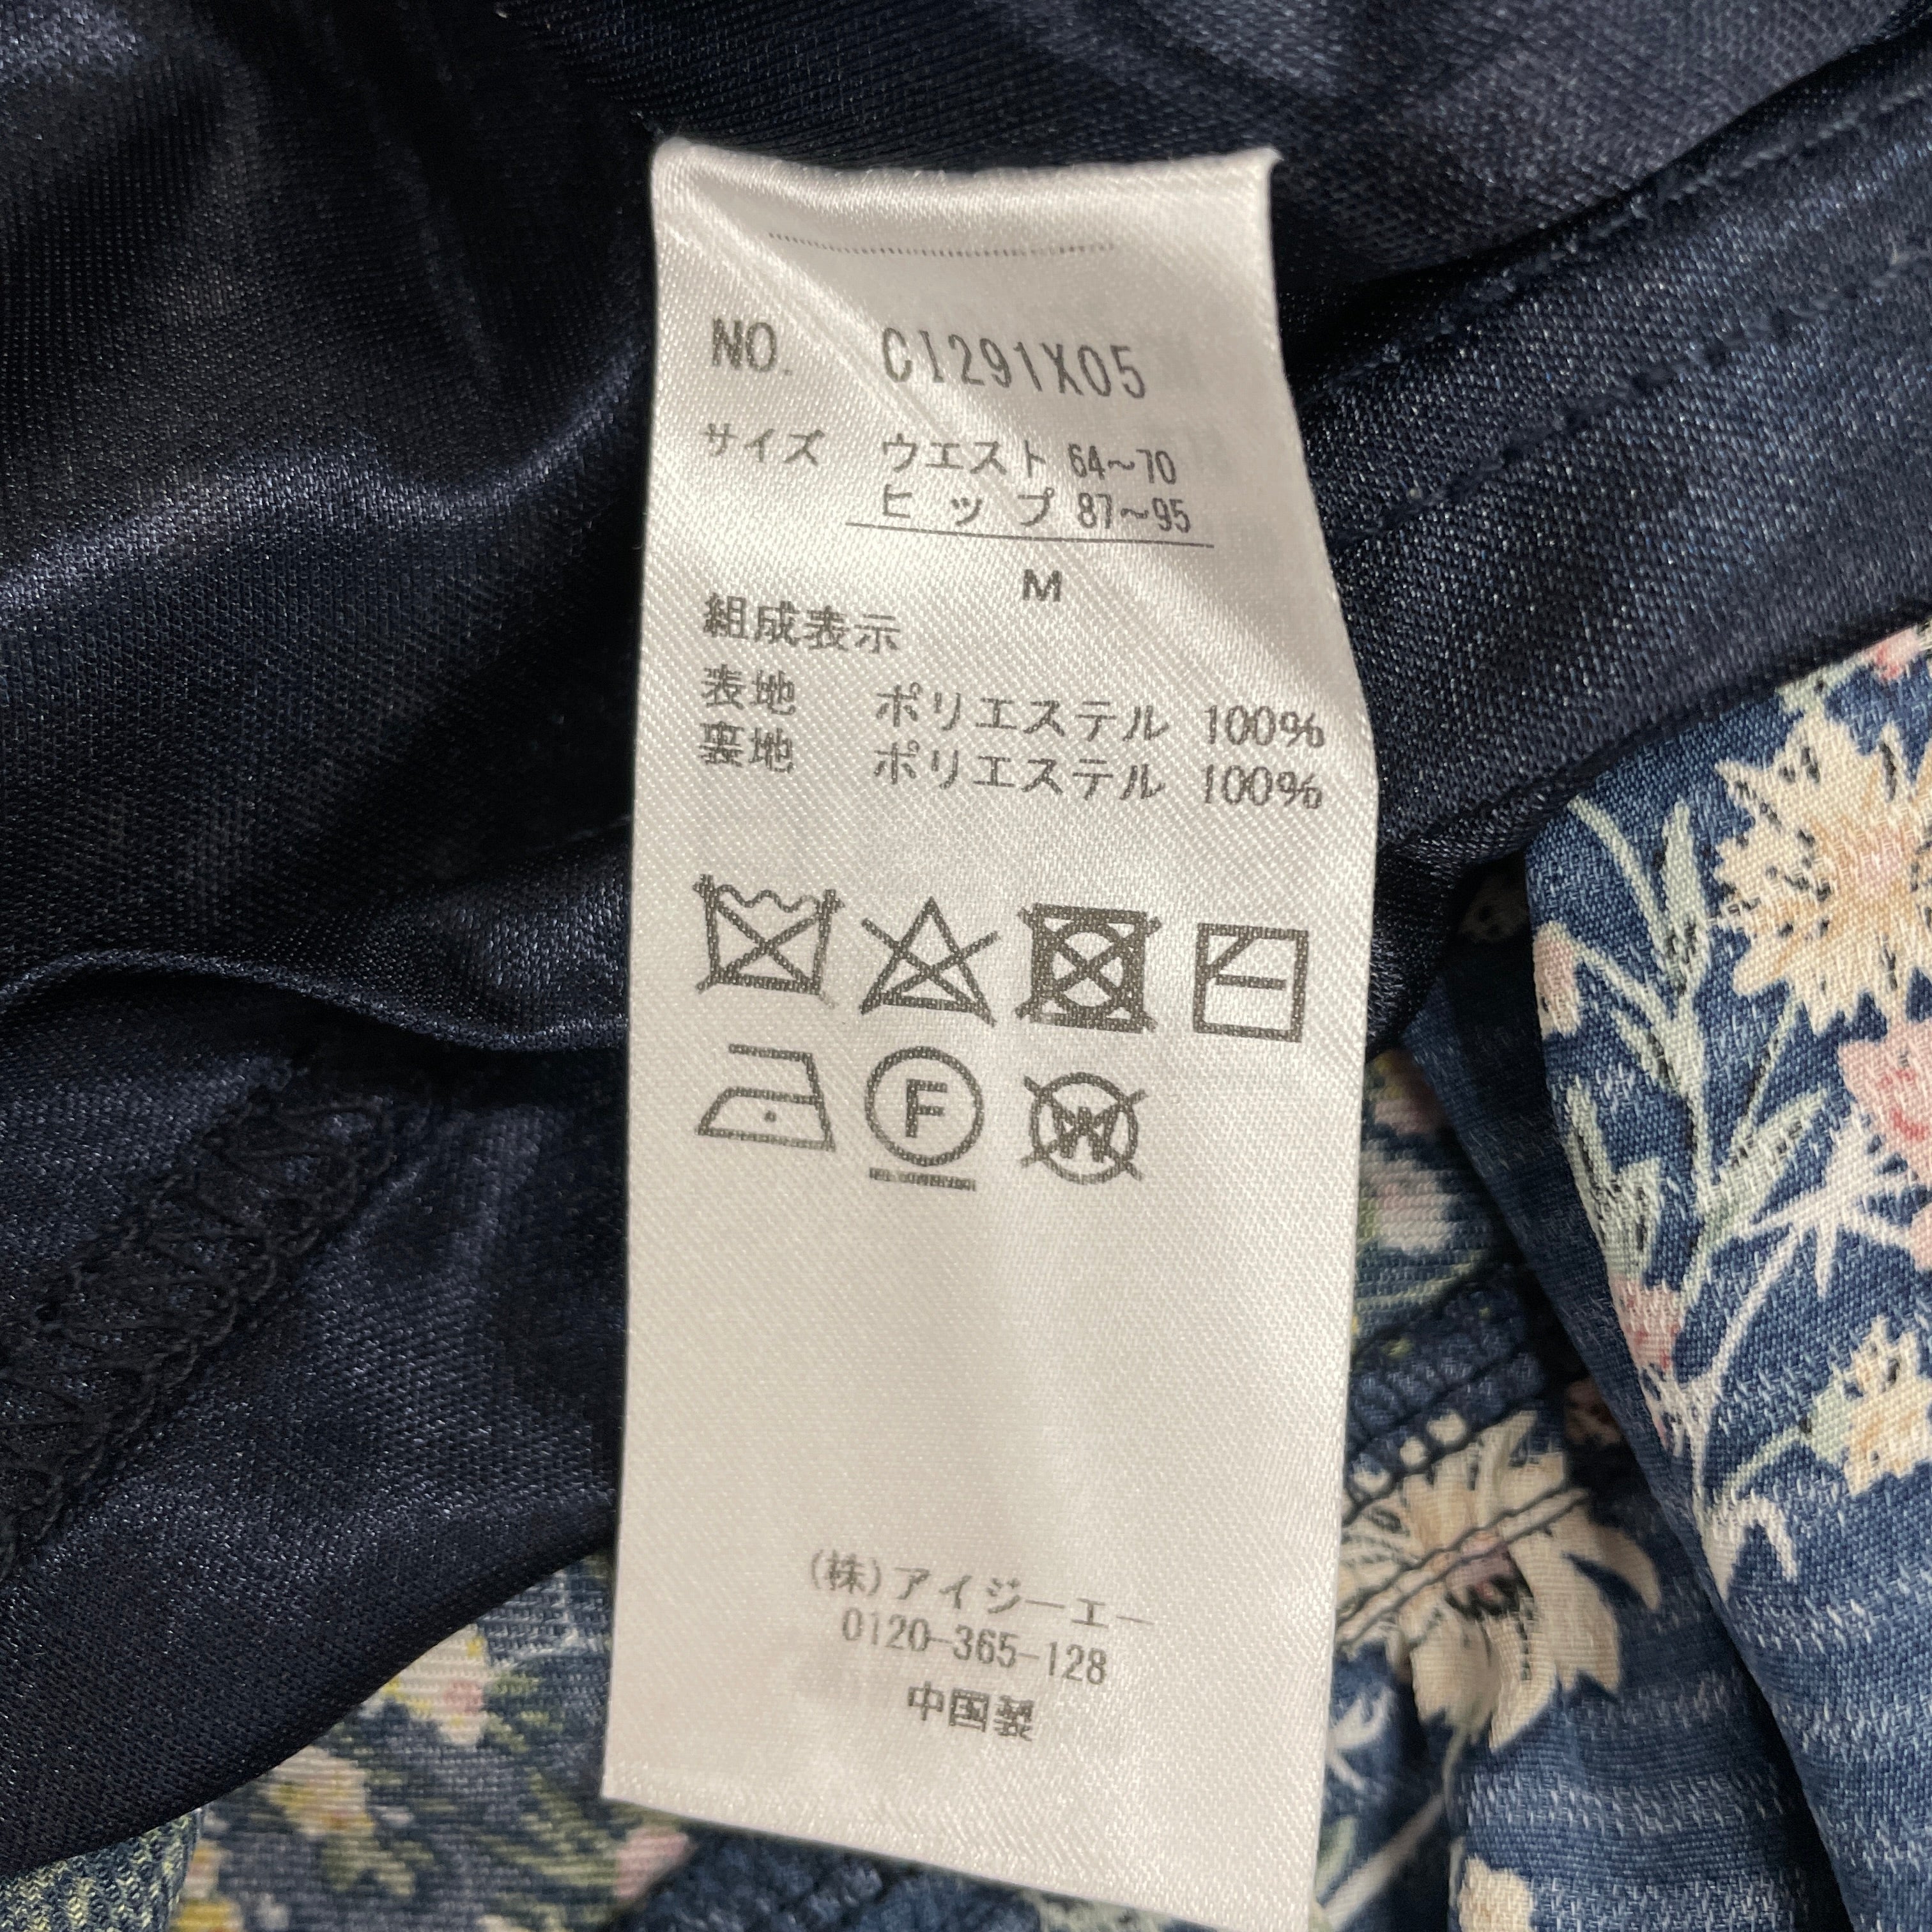 NO. CI291X05
サイズ ウエスト 64~70
ヒップ 87~95
M
組成表示
表地 ポリエステル 100%
裏地 ポリエステル 100%
F
W
(株)アイジーエー
0120-365-128
中国製